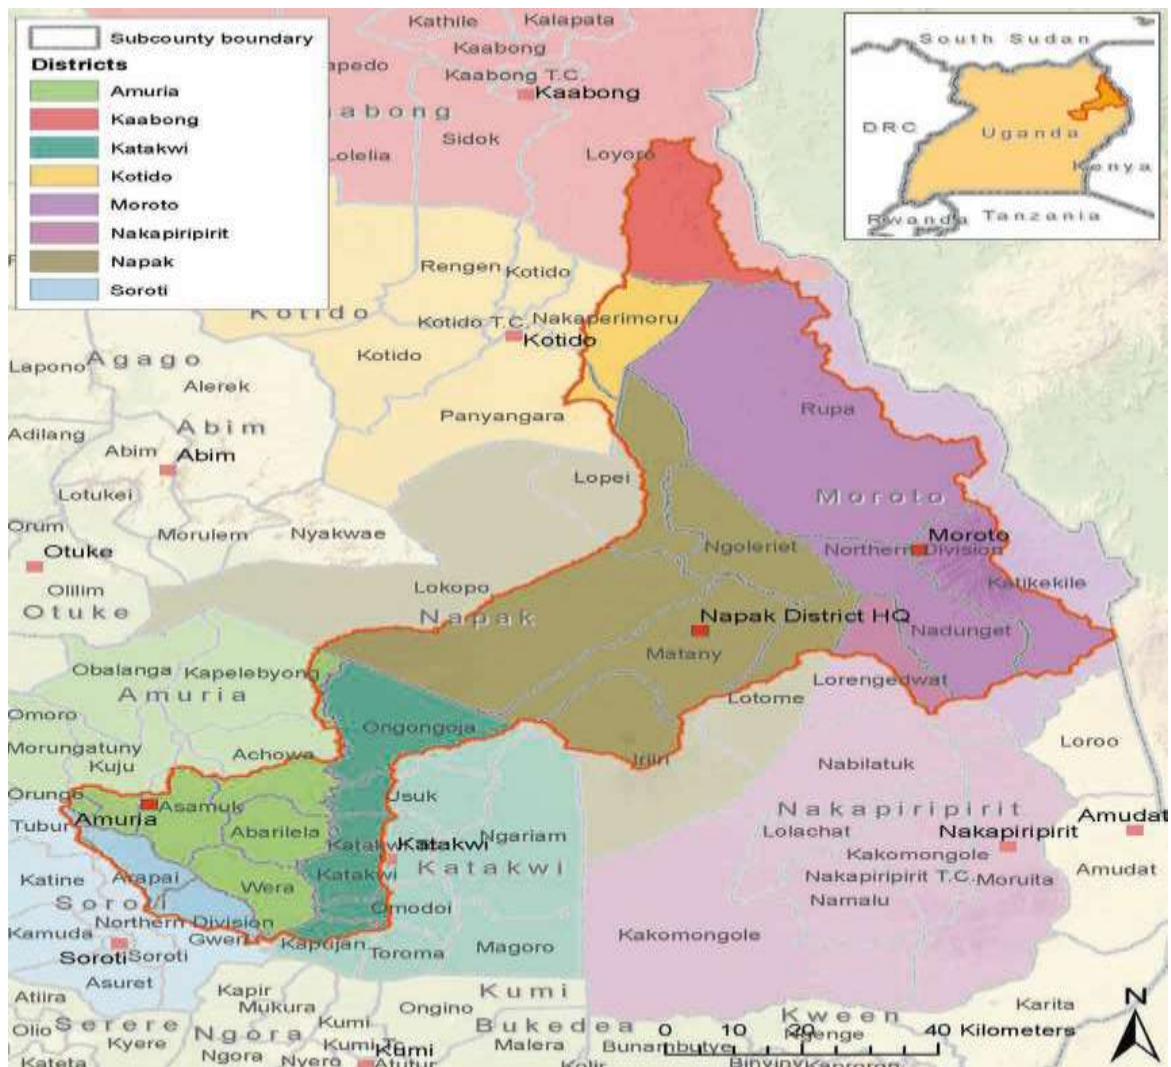 Subcounty boundary
Districts
Amuria
Kaabong
Katakwi
Kotido
Moroto
Nakapiripirit
Napak
Soroti
South Sudan
DRC
Uganda
Kenya
Rwanda
Tanzania
Kathile
Kalapata
Kaabong
apedo
Kaabong T.C.
Kaabong
abong
Sidok
Lolelia
Loyoro
Rengen
Kotido
Kotido
Kotido T.C.
Nakaperimoru
Kotido
Kotido
Lapono
Agago
Alerek
Panyangara
Rupa
Adilang
Abim
Abim
Abim
Lopei
Lotukei
Moroto
Orum
Morulem
Nyakwae
Moroto
Otuke
Ngoleriet
Northern Division
Katikekile
Olilim
Lokopo
Otuke
Napak
Napak District HQ
Nadunget
Matany
Obalanga
Kapelebyong
Amuria
Lorengedwat
Lotome
Omoro
Ongongoja
Morungatuny
Achowa
Loroo
Kuju
Iriiri
Nabilatuk
Orungo
Usuk
Asamuk
Nakapiripirit
Amuria
Amudat
Tubur
Abarilela
Ngariam
Lolachat
Nakapiripirit
Katakwi
Katakwi
Kakomongole
Katakwi
Amudat
Katine
Arapai
Katakwi
Nakapiripirit T.C.
Moruita
Wera
Namalu
Soroti
Omodoi
Northern Division
Kamuda
Gweri
Kapujan
Kakomongole
Soroti
Soroti
Toroma
Magoro
Asuret
Atiira
Kapir
Kumi
Mukura
Ongino
Karita
N
Olio
Serere
Kumi
Bukedea
Kween
Kyere
Ngora
0 10 20 40 Kilometers
Ngenge
Malera
Bunambutye
Kumi
Kateta
Ngora
Nyero
Atutur
Kolir